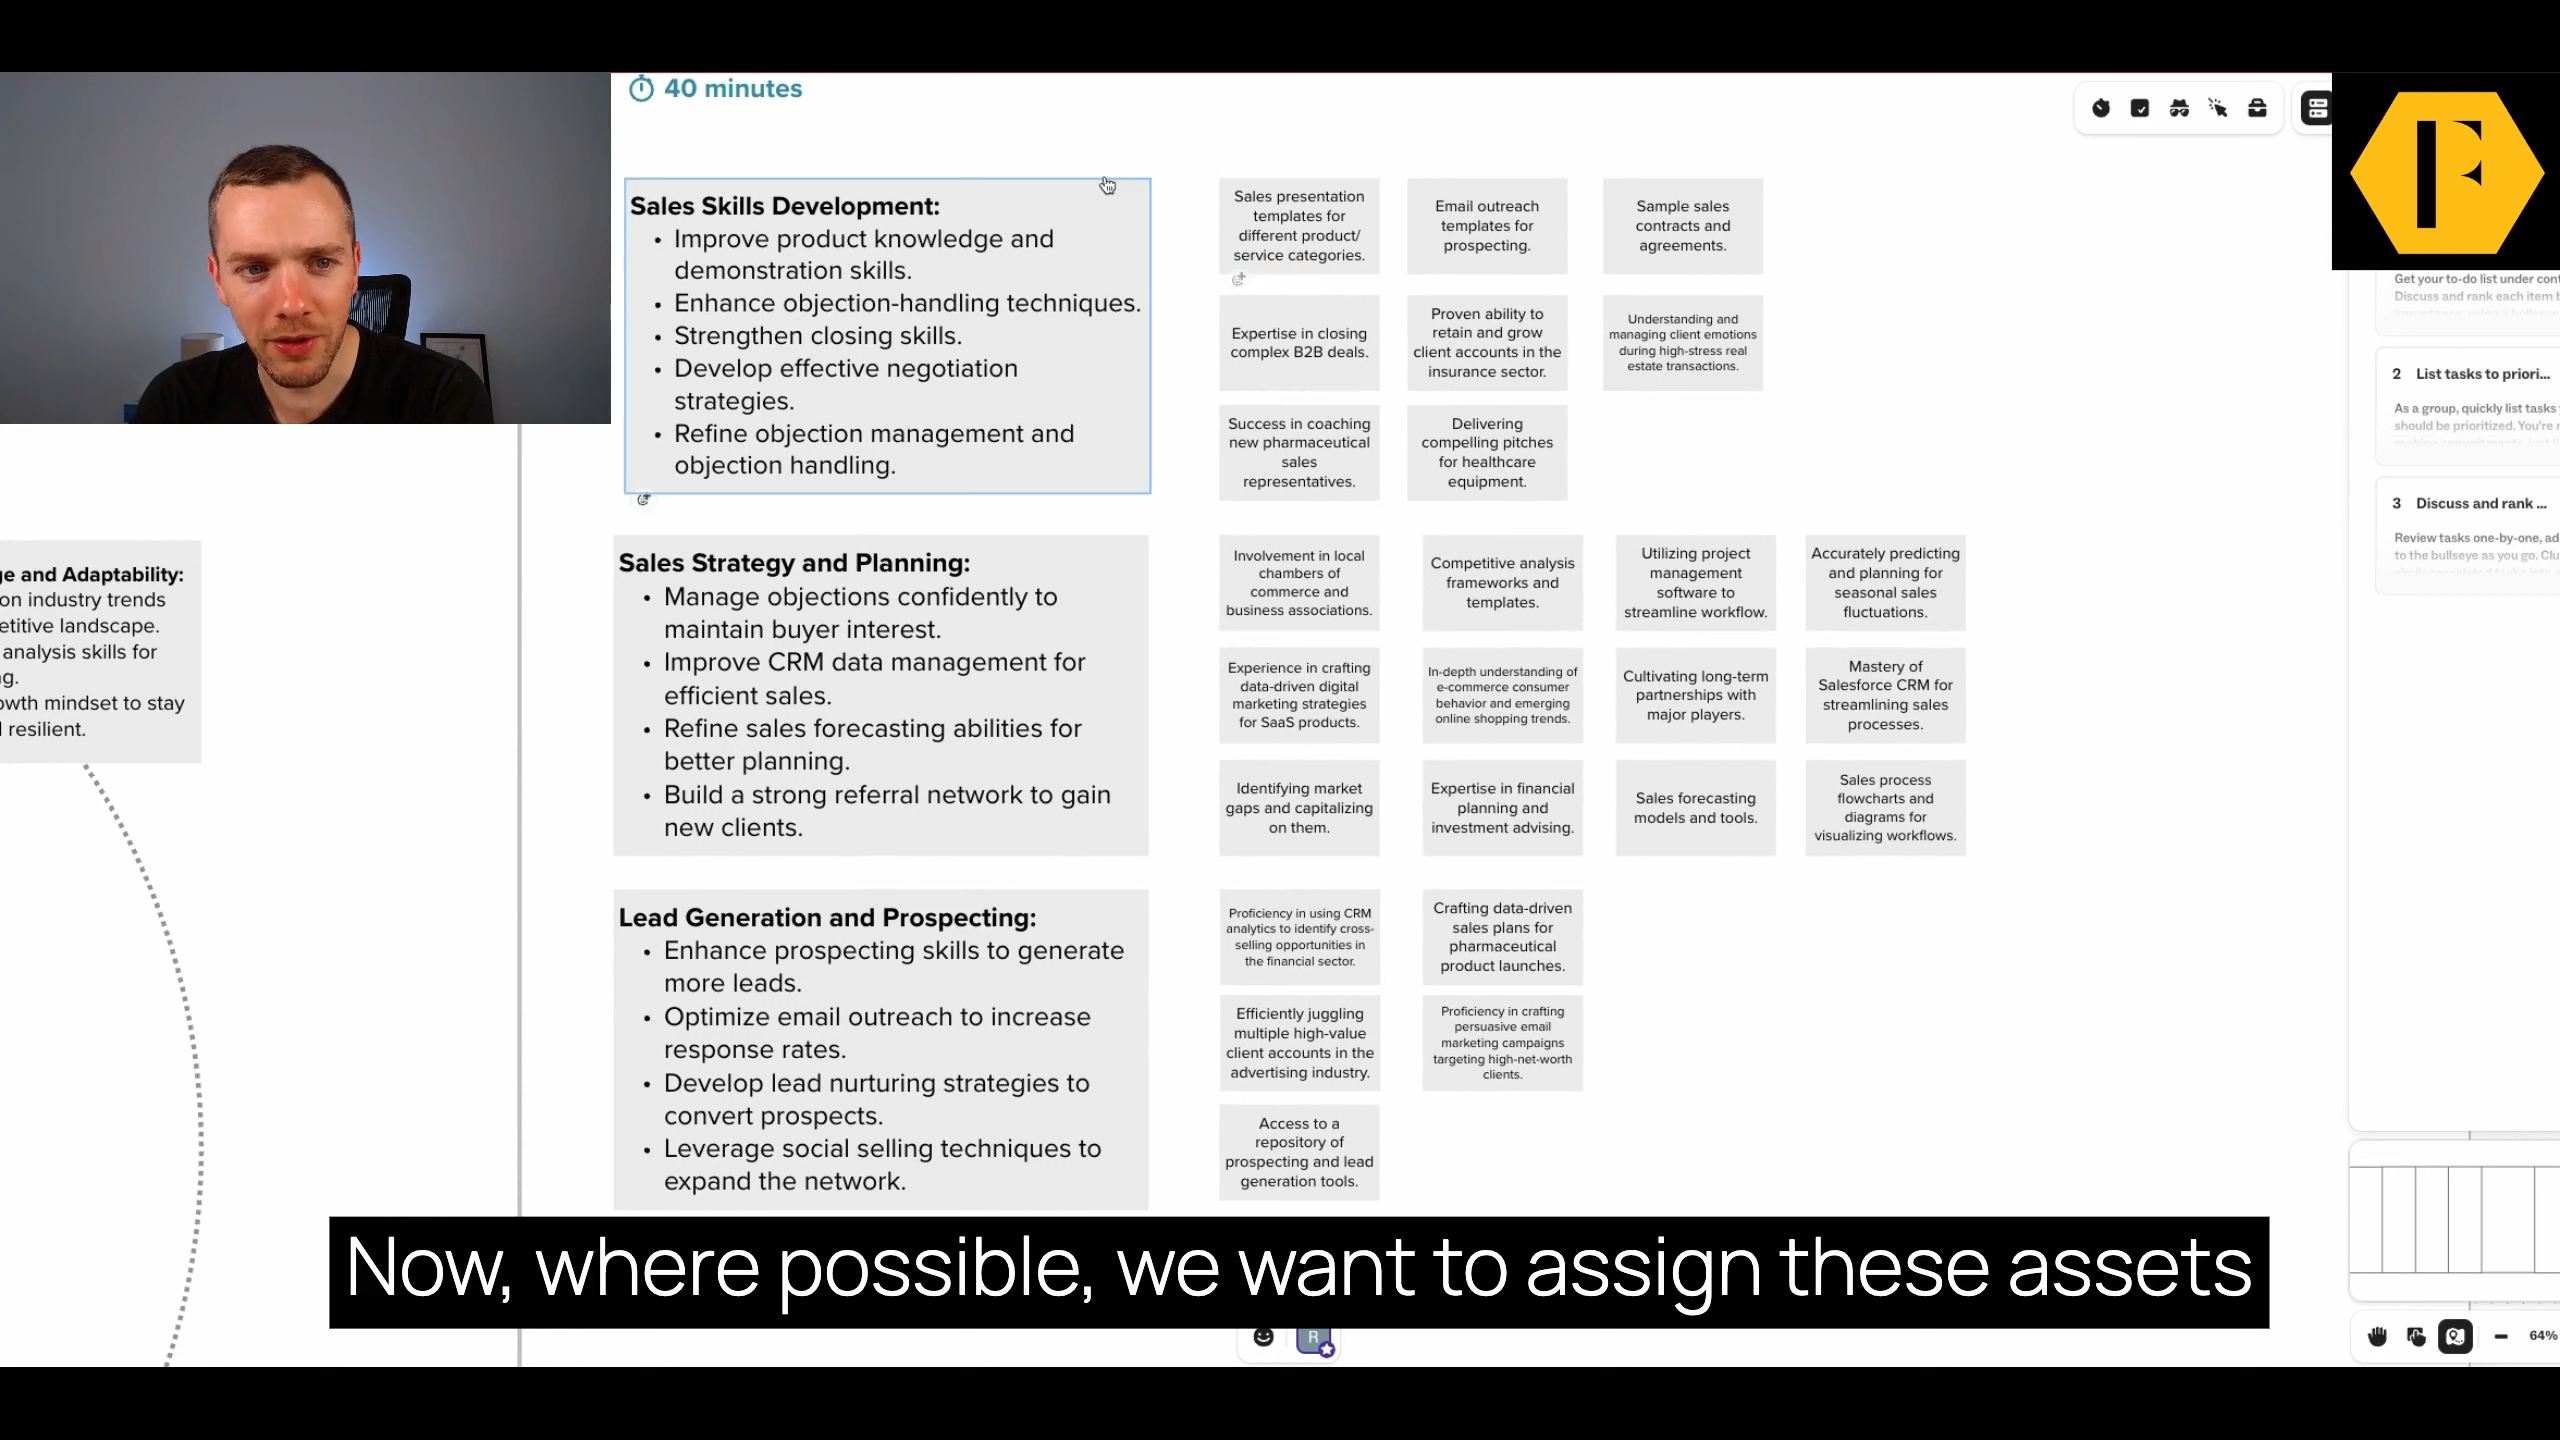 40 minutes
F
Sales Skills Development:
• Improve product knowledge and
demonstration skills.
• Enhance objection-handling techniques.
• Strengthen closing skills.
• Develop effective negotiation
strategies.
• Refine objection management and
objection handling.
Sales presentation
templates for
different product/
service categories.
Email outreach
templates for
prospecting.
Sample sales
contracts and
agreements.
Expertise in closing
complex B2B deals.
Proven ability to
retain and grow
client accounts in the
insurance sector.
Understanding and
managing client emotions
during high-stress real
estate transactions.
Success in coaching
new pharmaceutical
sales
representatives.
Delivering
compelling pitches
for healthcare
equipment.
Get your to-do list under
Discuss and rank each item
2 List tasks to priori...
As a group, quickly list tasks
should be prioritized. You're
3 Discuss and rank ...
Review tasks one-by-one, ad
to the bullseye as you go. Clu
and Adaptability:
on industry trends
landscape.
analysis skills for
mindset to stay
resilient.
Sales Strategy and Planning:
• Manage objections confidently to
maintain buyer interest.
• Improve CRM data management for
efficient sales.
• Refine sales forecasting abilities for
better planning.
• Build a strong referral network to gain
new clients.
Involvement in local
chambers of
commerce and
business associations.
Competitive analysis
frameworks and
templates.
Utilizing project
management
software to
streamline workflow.
Accurately predicting
and planning for
seasonal sales
fluctuations.
Experience in crafting
data-driven digital
marketing strategies
for SaaS products.
In-depth understanding of
e-commerce consumer
behavior and emerging
online shopping trends.
Cultivating long-term
partnerships with
major players.
Mastery of
Salesforce CRM for
streamlining sales
processes.
Identifying market
gaps and capitalizing
on them.
Expertise in financial
planning and
investment advising.
Sales forecasting
models and tools.
Sales process
flowcharts and
diagrams for
visualizing workflows.
Lead Generation and Prospecting:
• Enhance prospecting skills to generate
more leads.
• Optimize email outreach to increase
response rates.
• Develop lead nurturing strategies to
convert prospects.
• Leverage social selling techniques to
expand the network.
Proficiency in using CRM
analytics to identify cross-
selling opportunities in
the financial sector.
Crafting data-driven
sales plans for
pharmaceutical
product launches.
Efficiently juggling
multiple high-value
client accounts in the
advertising industry.
Proficiency in crafting
persuasive email
marketing campaigns
targeting high-net-worth
clients.
Access to a
repository of
prospecting and lead
generation tools.
Now, where possible, we want to assign these assets
R
64%